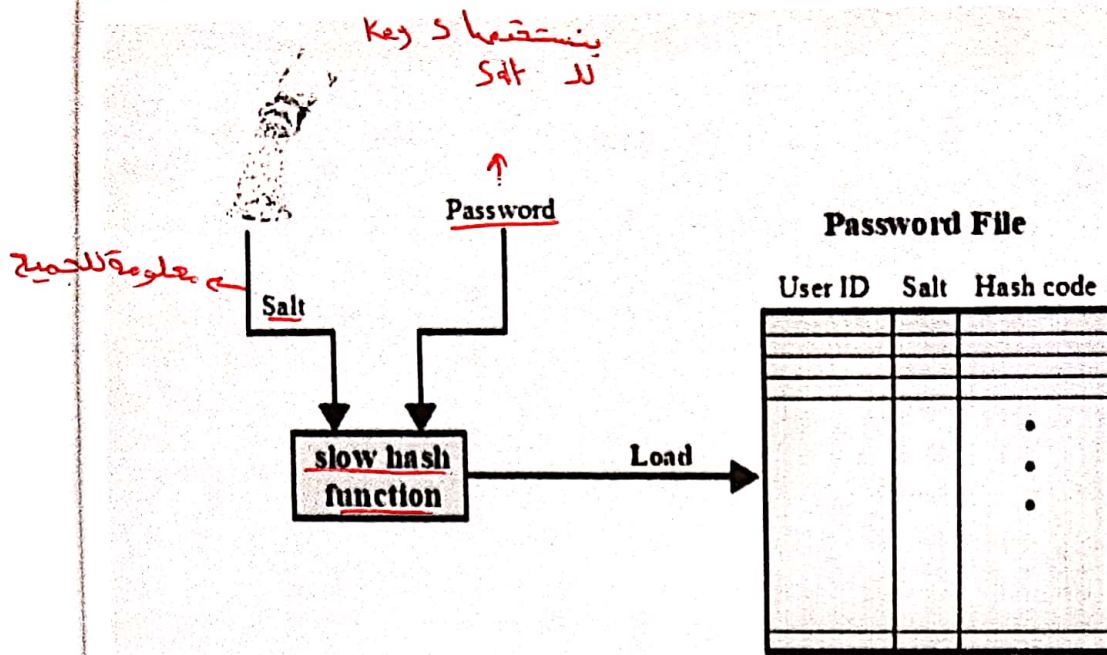 بنستخدمها ك Key
لل Salt
Password
معلومة للجميع
Salt
slow hash
function
Load
Password File
User ID Salt Hash code